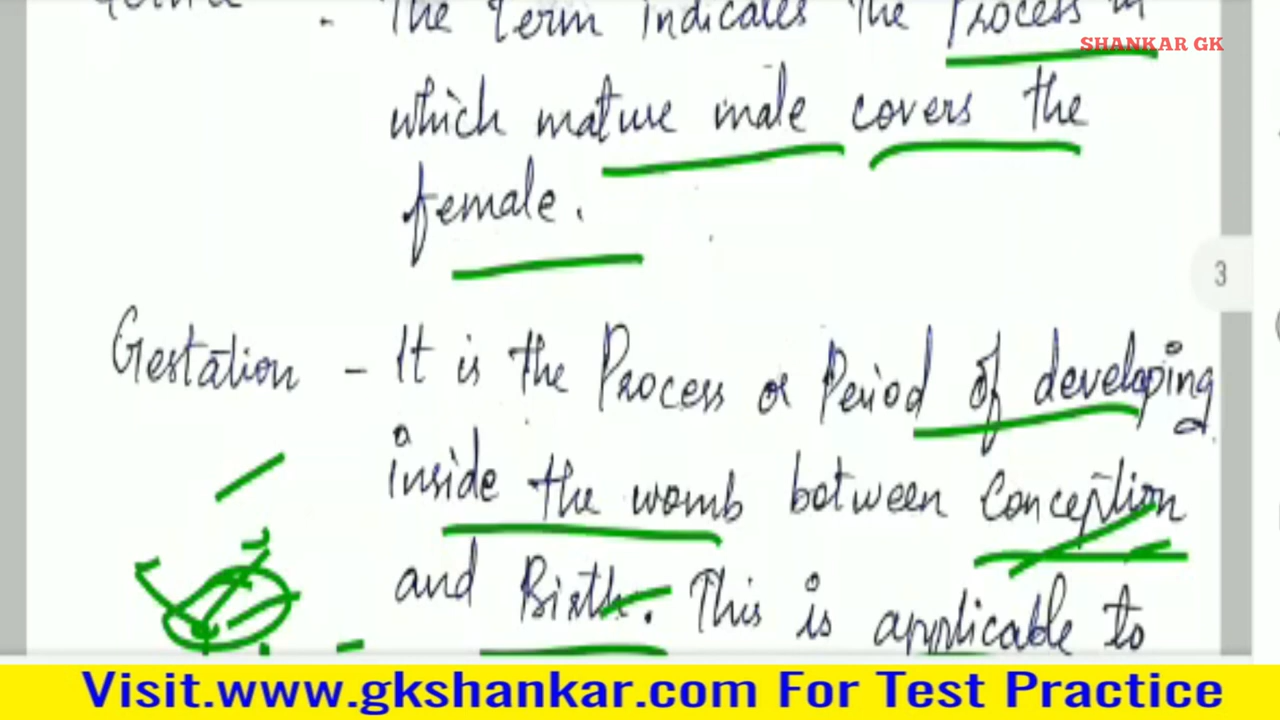 - The term indicates the Process in
SHANKAR GK
which mature male covers the
female.
3
Gestation - It is the Process or Period of developing
inside the womb between Conception
and Birth. This is applicable to
Visit.www.gkshankar.com For Test Practice